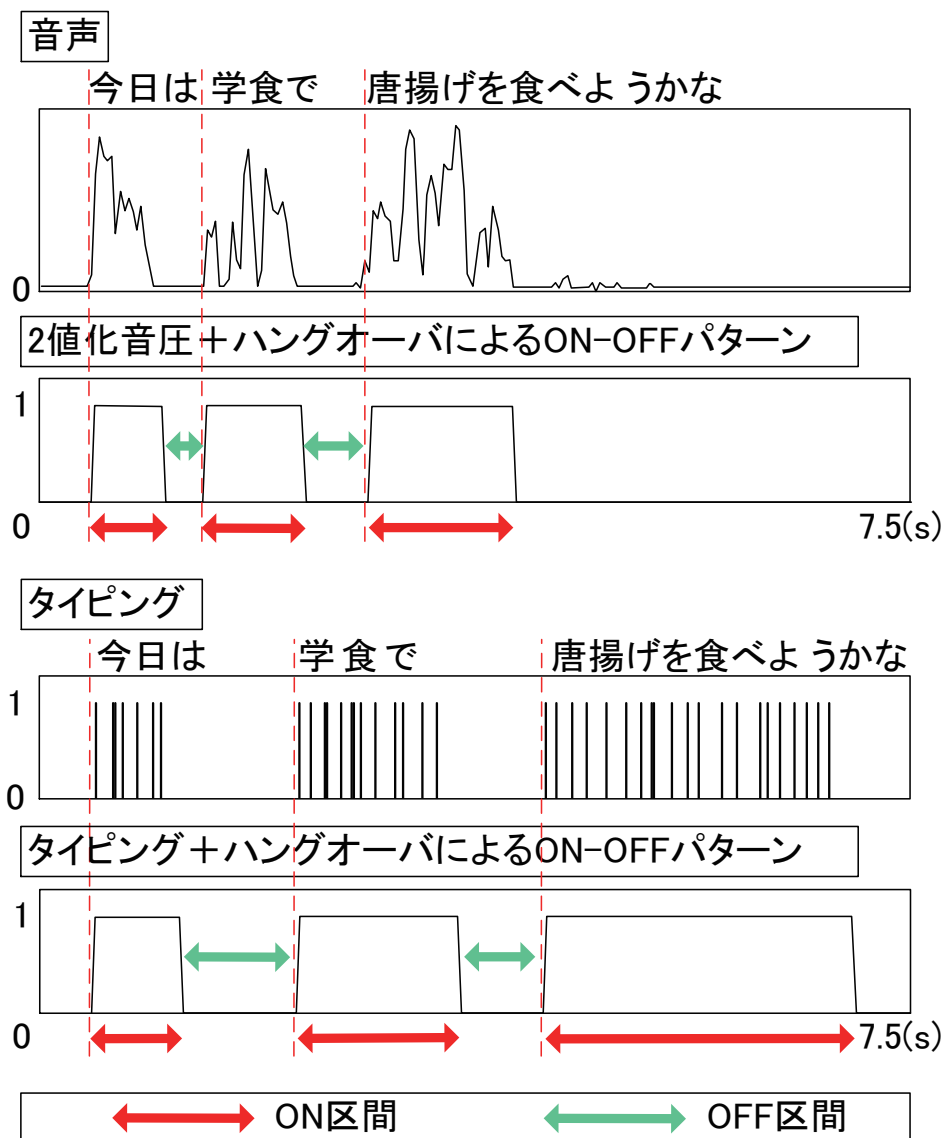 音声
今日は 学食で 唐揚げを食べようかな
0
2値化音圧＋ハングオーバによるON-OFFパターン
1
0 7.5(s)
タイピング
今日は 学食で 唐揚げを食べようかな
1
0
タイピング＋ハングオーバによるON-OFFパターン
1
0 7.5(s)
ON区間 OFF区間